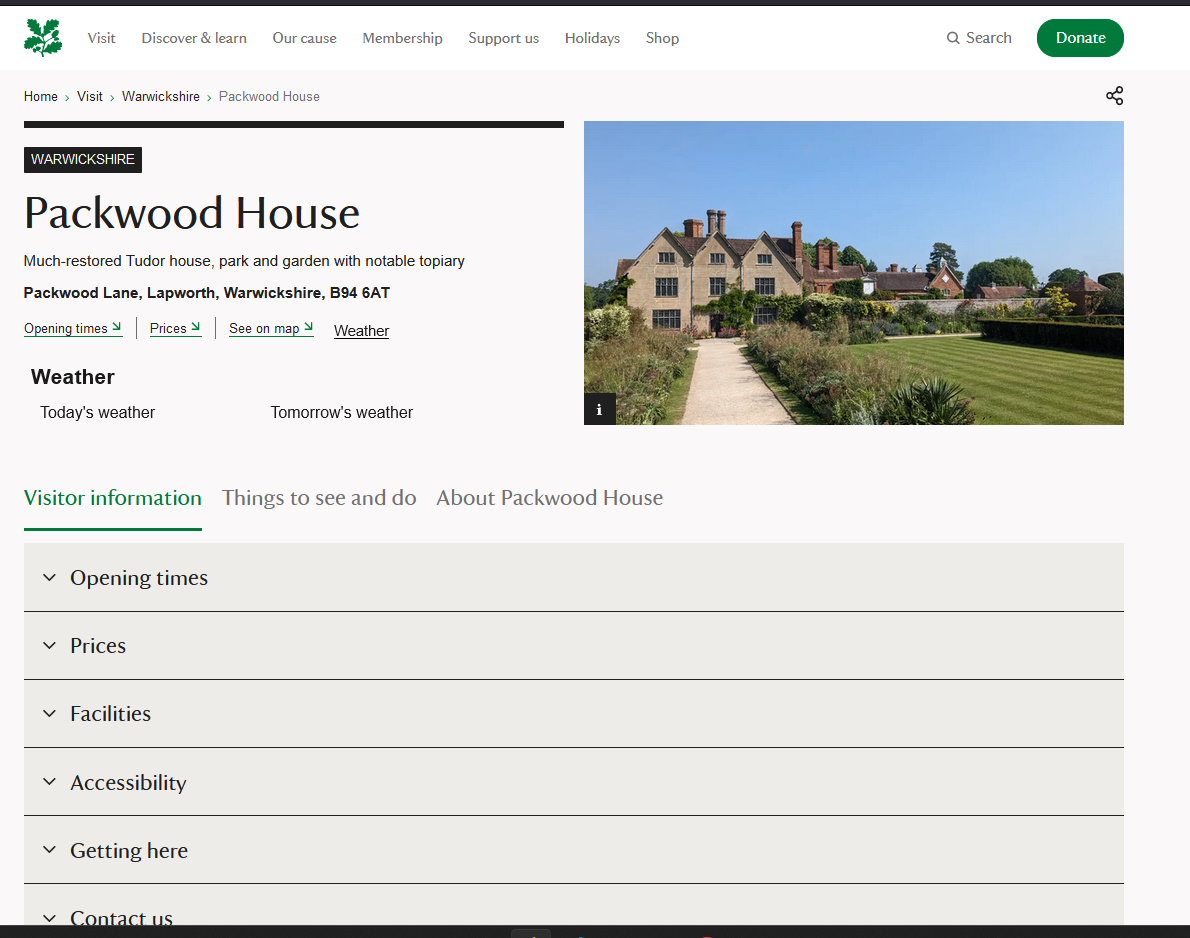 Visit Discover & learn Our cause Membership Support us Holidays Shop Search Donate
Home › Visit › Warwickshire › Packwood House
WARWICKSHIRE
Packwood House
Much-restored Tudor house, park and garden with notable topiary
Packwood Lane, Lapworth, Warwickshire, B94 6AT
Opening times Prices See on map Weather
Weather
Today's weather Tomorrow's weather
i
Visitor information Things to see and do About Packwood House
Opening times
Prices
Facilities
Accessibility
Getting here
Contact us